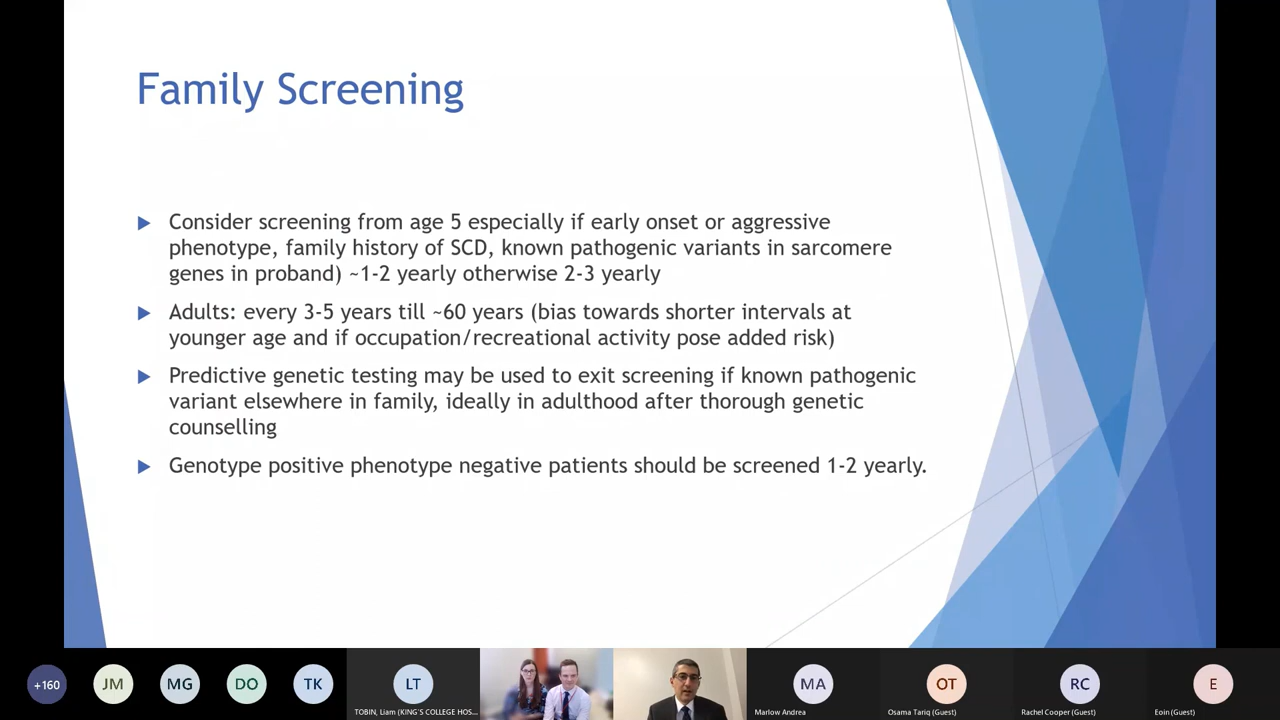 Family Screening
Consider screening from age 5 especially if early onset or aggressive
phenotype, family history of SCD, known pathogenic variants in sarcomere
genes in proband) ~1-2 yearly otherwise 2-3 yearly
Adults: every 3-5 years till ~60 years (bias towards shorter intervals at
younger age and if occupation/recreational activity pose added risk)
Predictive genetic testing may be used to exit screening if known pathogenic
variant elsewhere in family, ideally in adulthood after thorough genetic
counselling
Genotype positive phenotype negative patients should be screened 1-2 yearly.
+160
JM
MG
DO
TK
LT
MA
OT
RC
E
TOBIN, Liam (KING'S COLLEGE HOS...
Marlow Andrea
Osama Tariq (Guest)
Rachel Cooper (Guest)
Eoin (Guest)